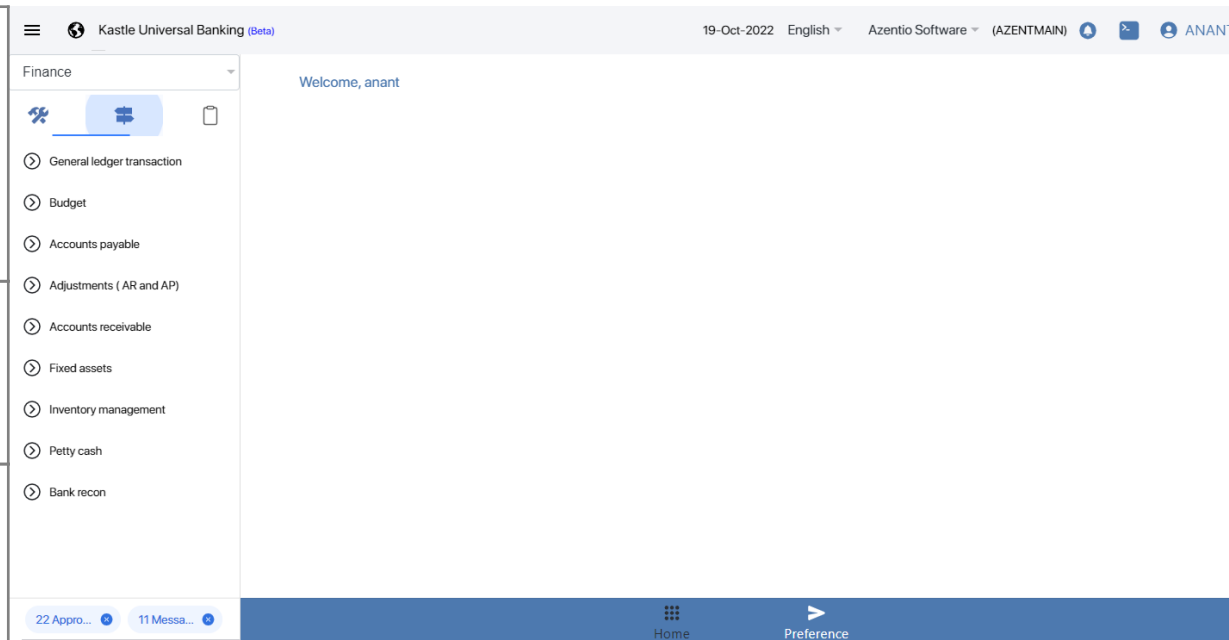 Kastle Universal Banking (Beta)
19-Oct-2022 English Azentio Software (AZENTMAIN) ANANT
Finance
Welcome, anant
General ledger transaction
Budget
Accounts payable
Adjustments ( AR and AP)
Accounts receivable
Fixed assets
Inventory management
Petty cash
Bank recon
22 Appro... 11 Messa...
Home
Preference